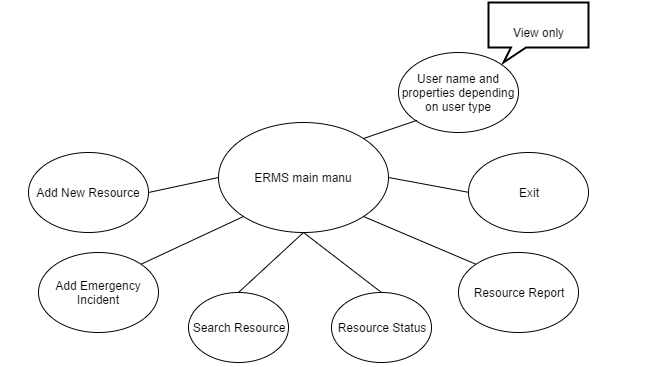 View only
User name and
properties depending
on user type
ERMS main manu
Add New Resource
Exit
Add Emergency
Incident
Resource Report
Search Resource
Resource Status